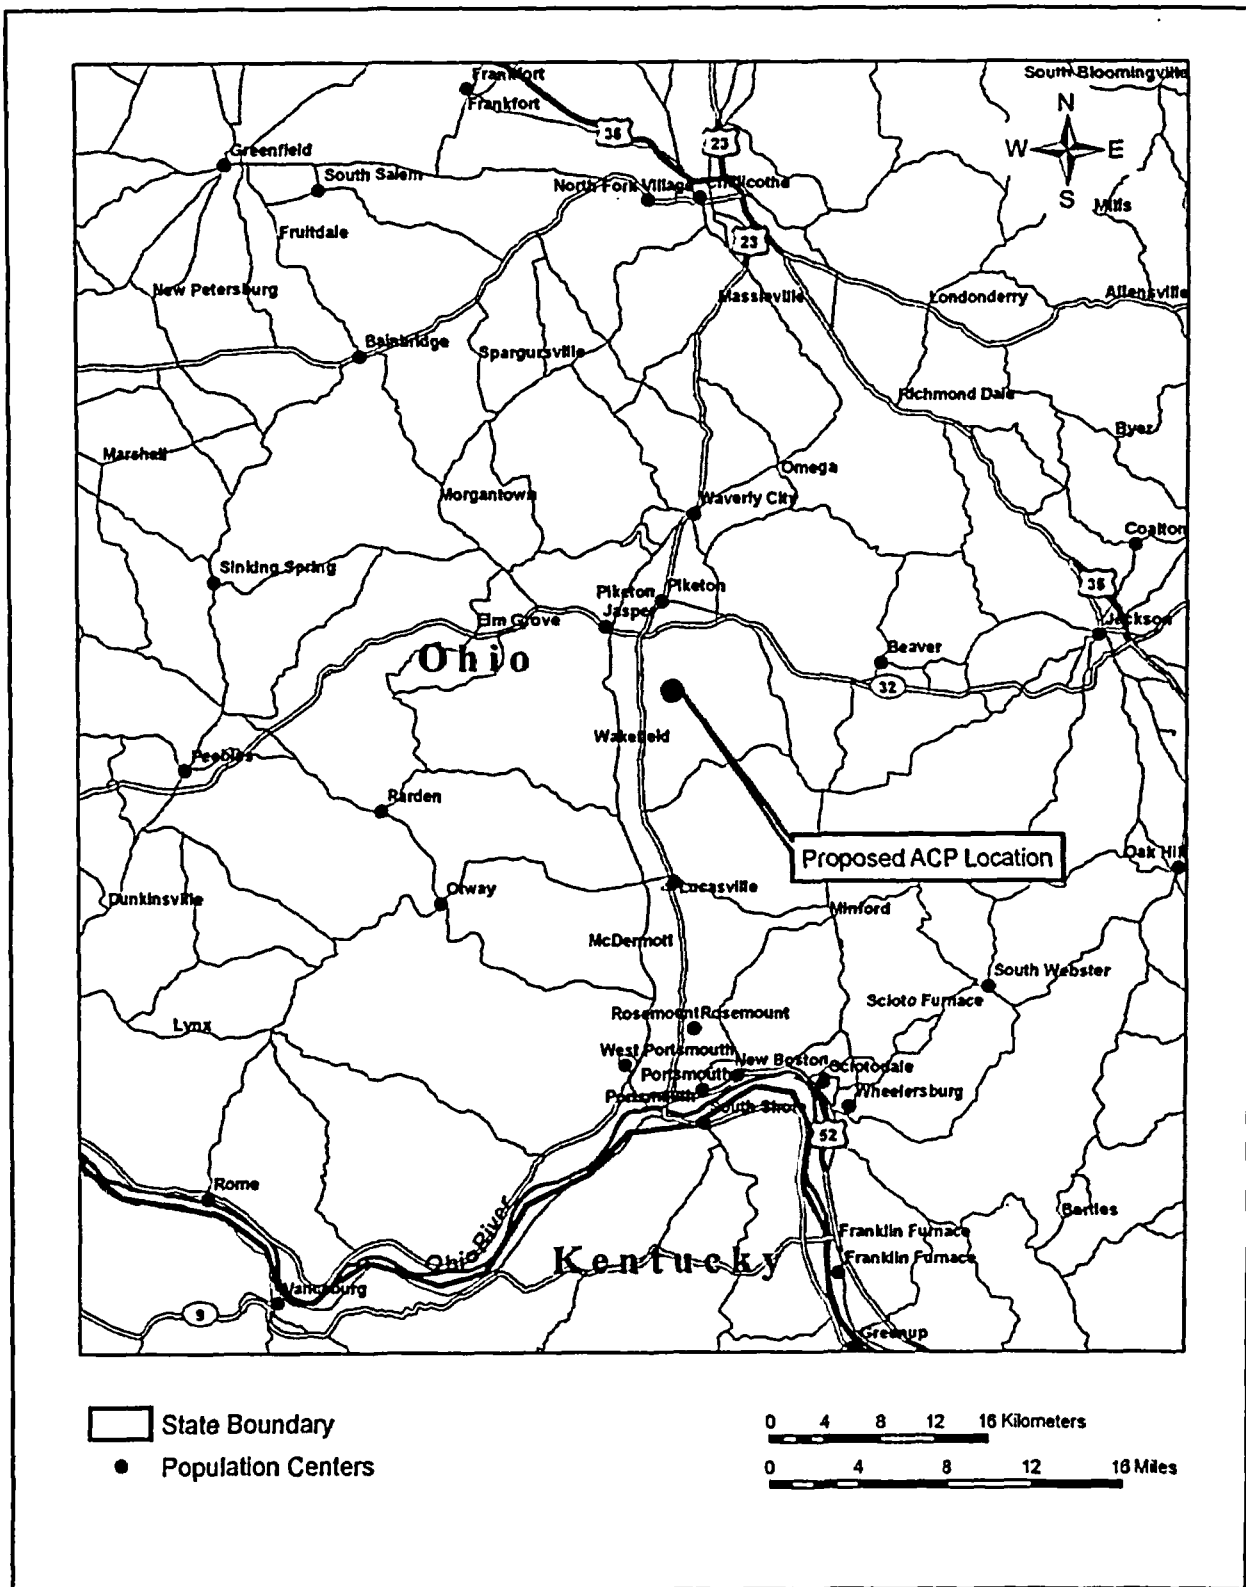 Frankfort
South Bloomingville
Frankfort
N
35
23
W E
Greenfield
South Salem
North Fork Village
Chillicothe
S
Mills
Fruitdale
23
New Petersburg
Massieville
Londonderry
Allensville
Bainbridge
Spargursville
Richmond Dale
Byer
Marshall
Omega
Morgantown
Waverly City
Coalton
Sinking Spring
Piketon
Piketon
35
Elm Grove
Jasper
Jackson
Ohio
Beaver
32
Wakefield
Peebles
Rarden
Proposed ACP Location
Oak Hill
Dunkinsville
Otway
Lucasville
Minford
McDermott
South Webster
Scioto Furnace
Rosemount
Rosemount
Lynx
West Portsmouth
New Boston
Sciotodale
Portsmouth
Portsmouth
Wheelersburg
South Shore
52
Rome
Ohio River
Bartles
Franklin Furnace
Kentucky
Franklin Furnace
Vanceburg
9
Greenup
State Boundary
0 4 8 12 16 Kilometers
Population Centers
0 4 8 12 16 Miles